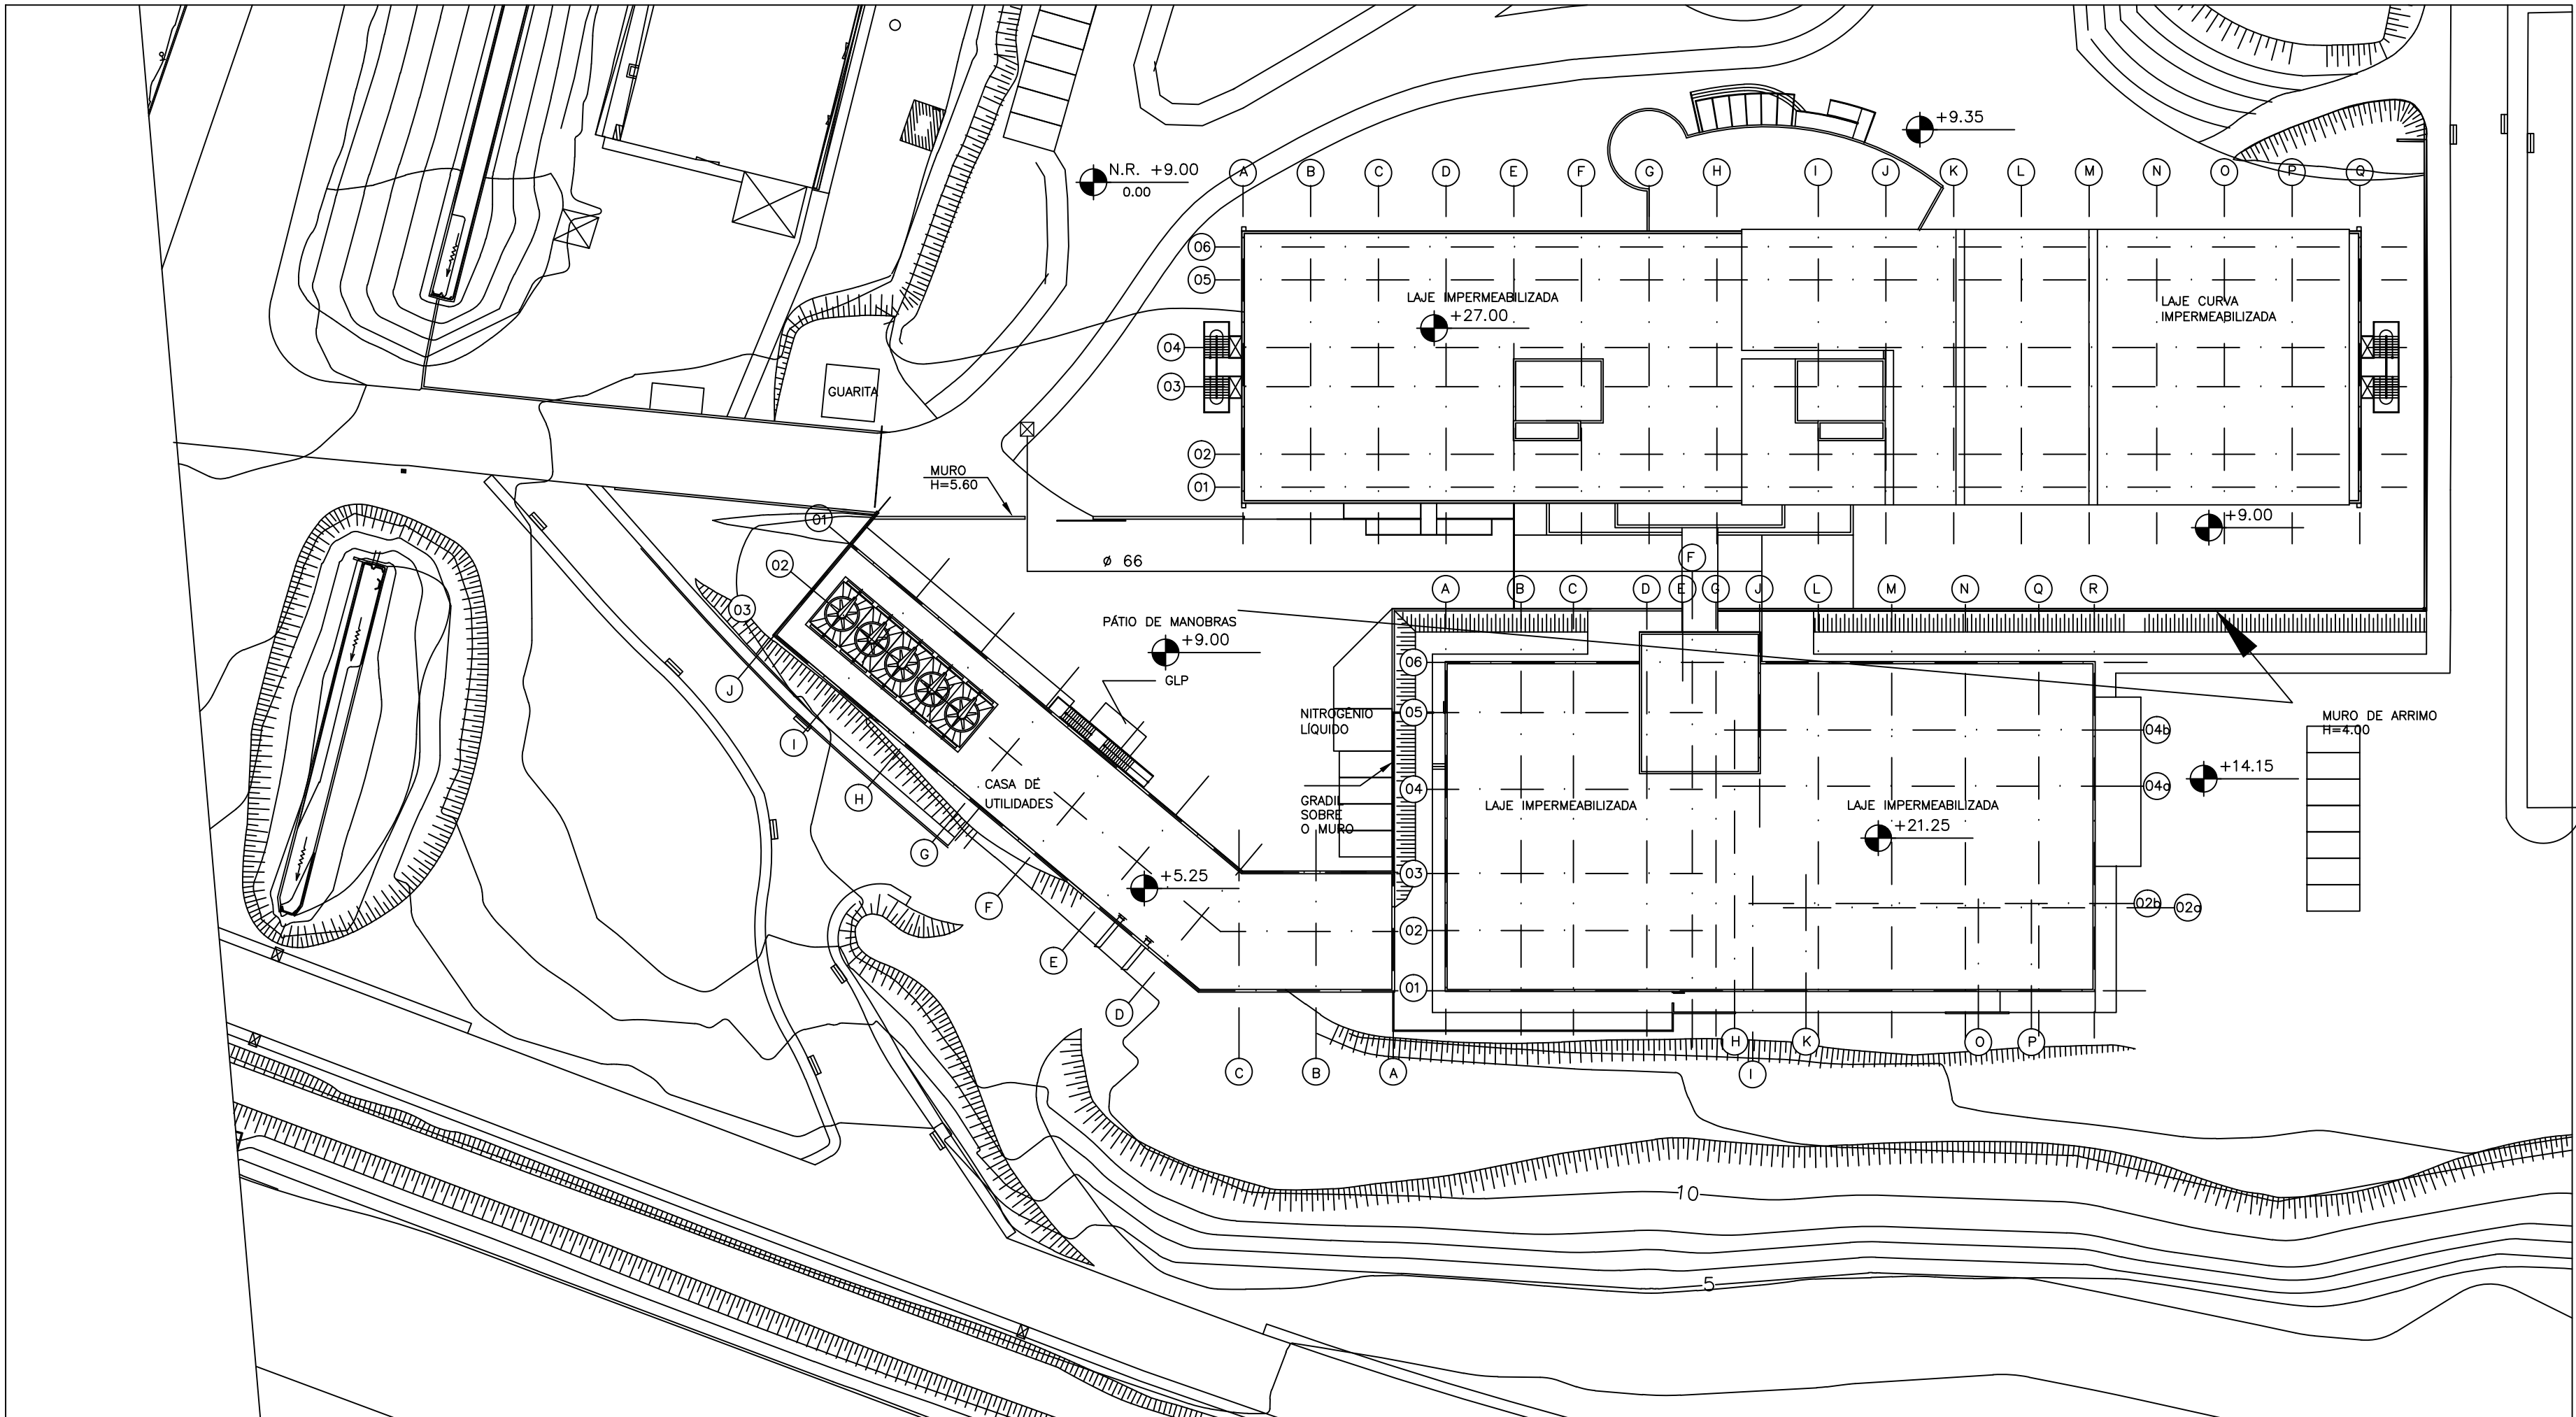 +9.35
N.R. +9.00
0.00
A B C D E F G H I J K L M N O P Q
06
05
LAJE IMPERMEABILIZADA
+27.00
LAJE CURVA
IMPERMEABILIZADA
04
03
GUARITA
02
01
MURO
H=5.60
+9.00
01
02
03
ø 66
F
A B C D E G J L M N Q R
PÁTIO DE MANOBRAS
+9.00
GLP
06
05
04
03
02
01
NITROGÊNIO
LÍQUIDO
MURO DE ARRIMO
H=4.00
04b
04a
+14.15
J
I
H
G
F
E
D
CASA DE
UTILIDADES
GRADIL
SOBRE
O MURO
LAJE IMPERMEABILIZADA
LAJE IMPERMEABILIZADA
+21.25
+5.25
02b 02a
H K O P
I
C B A
10
5